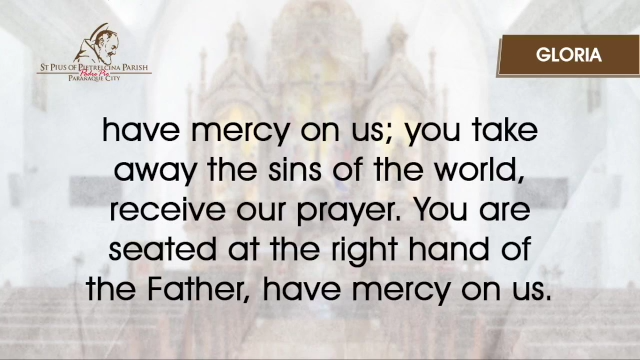 St Pius of Pietrelcina Parish
Padre Pio
Parañaque City
GLORIA
have mercy on us; you take
away the sins of the world,
receive our prayer. You are
seated at the right hand of
the Father, have mercy on us.